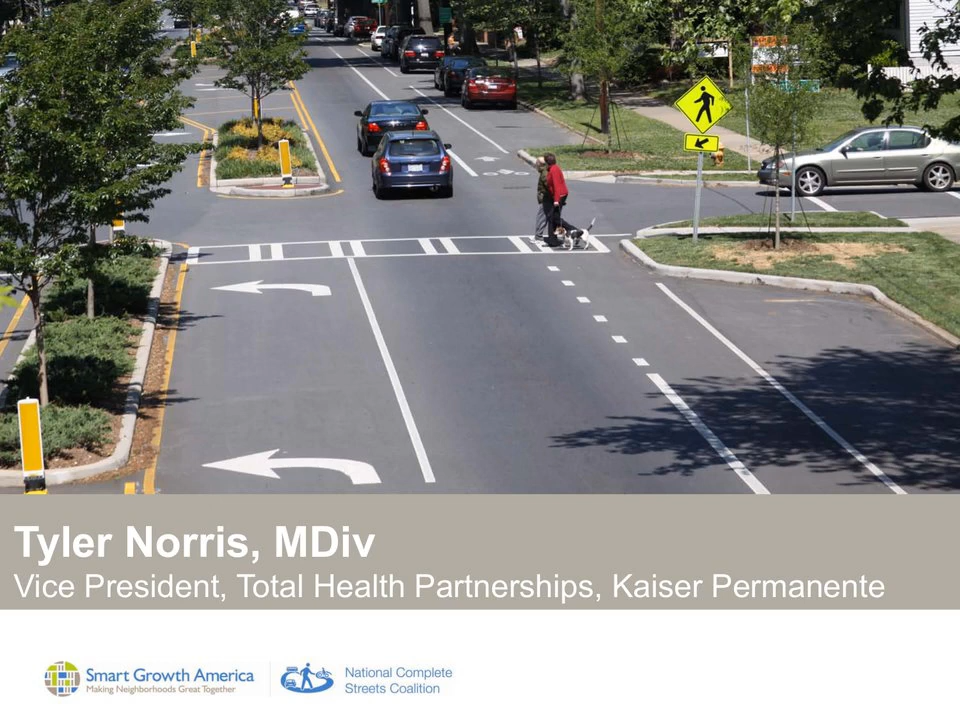 Tyler Norris, MDiv
Vice President, Total Health Partnerships, Kaiser Permanente
Smart Growth America
Making Neighborhoods Great Together
National Complete
Streets Coalition